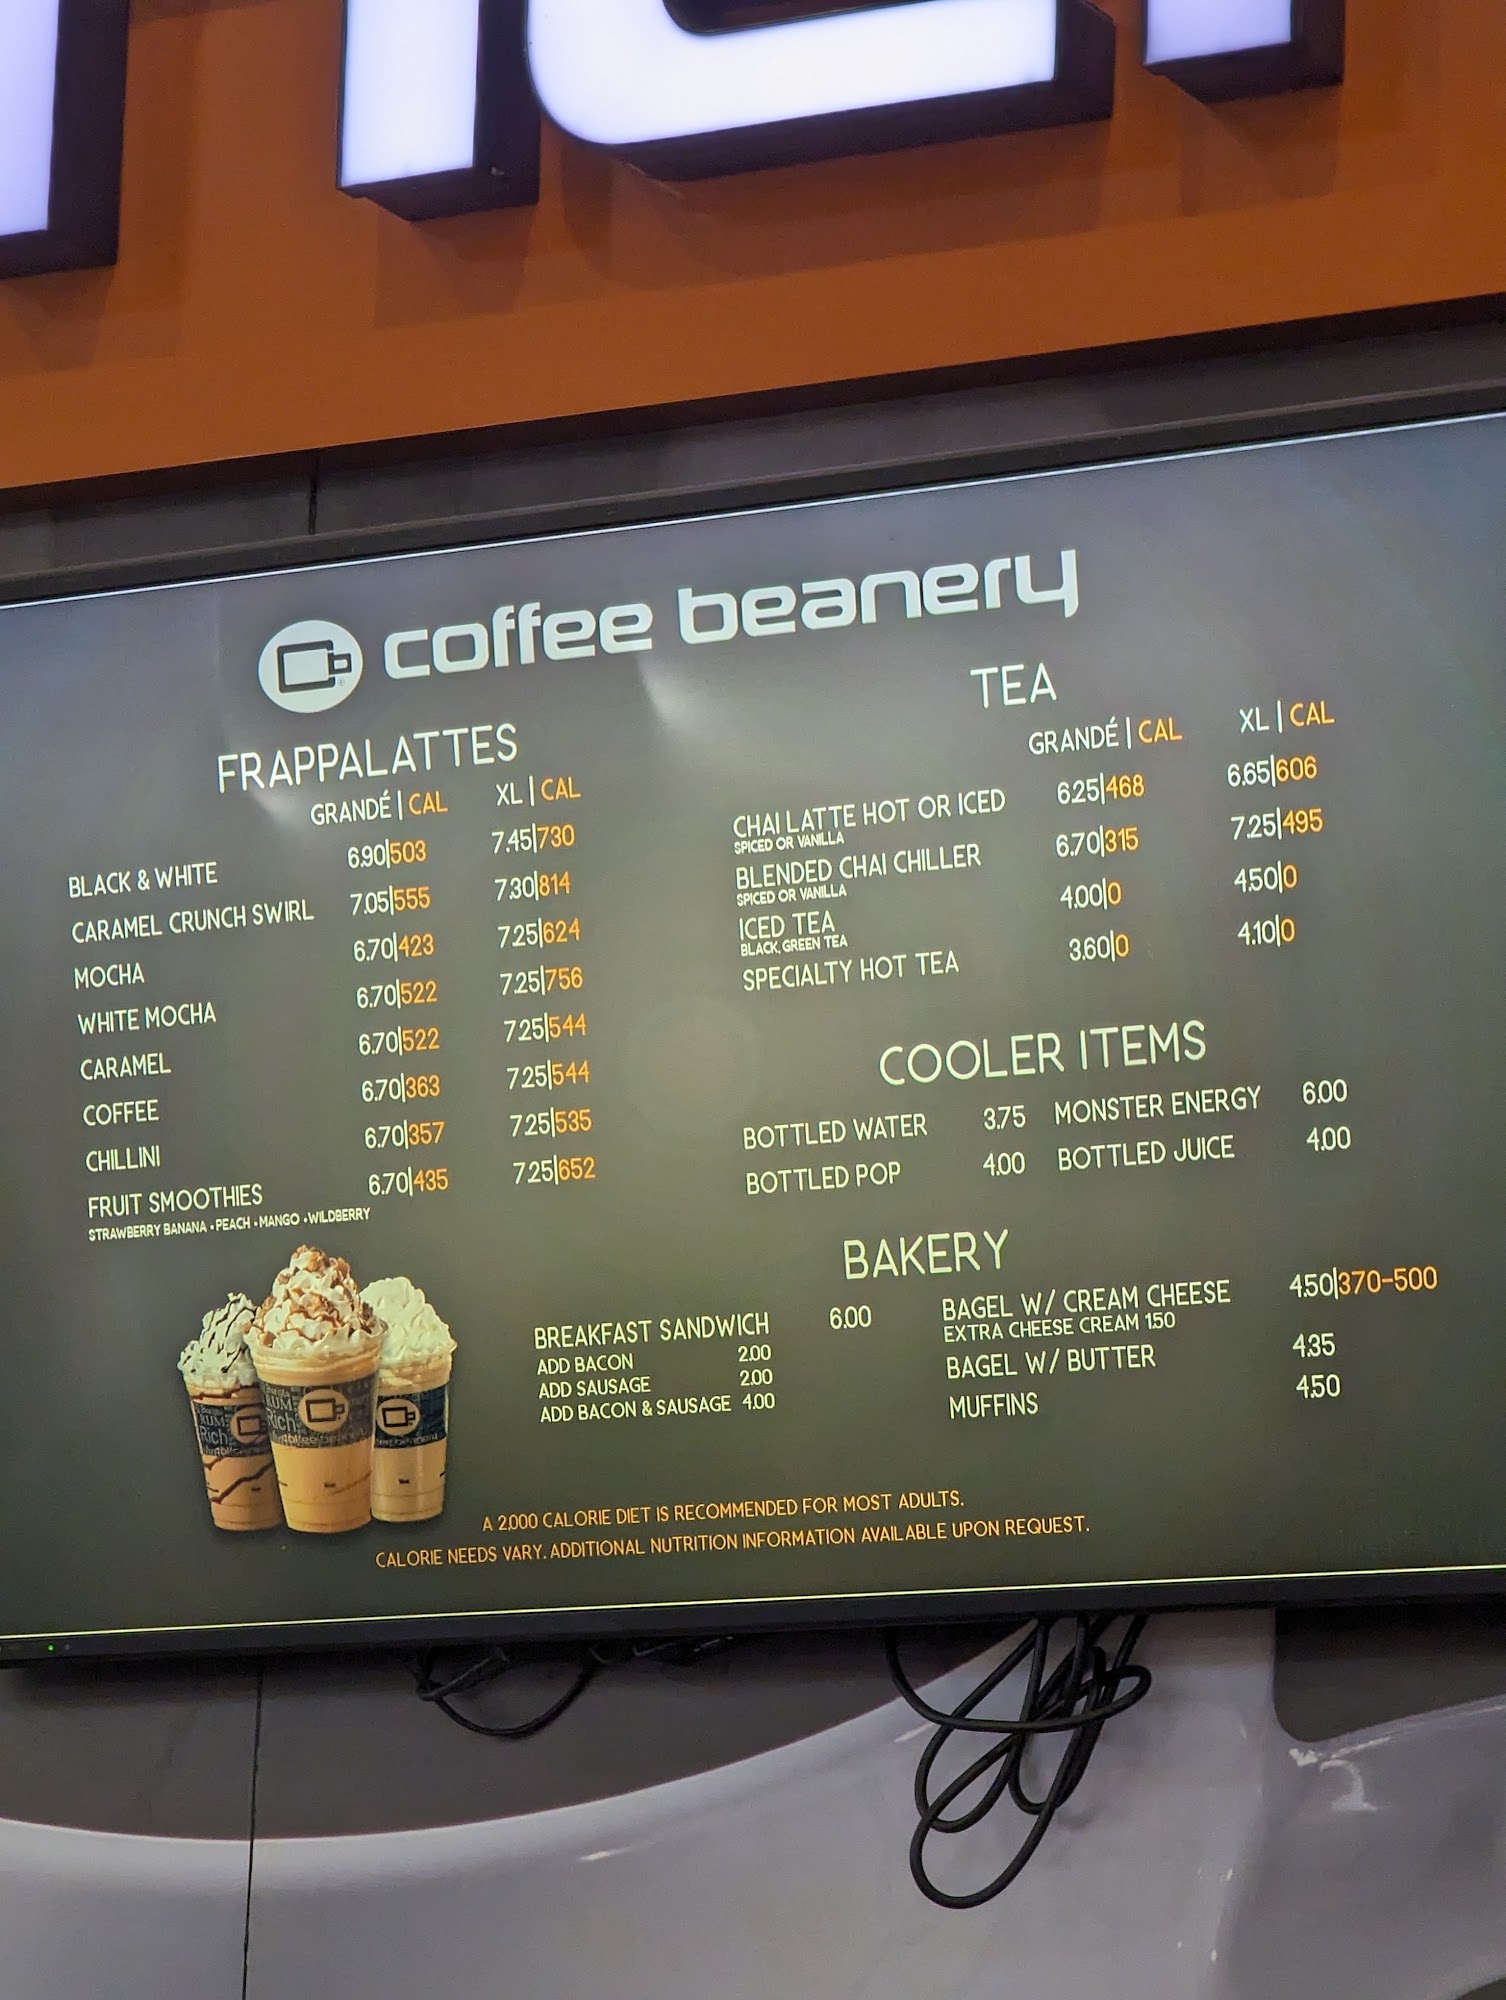 coffee beanery
FRAPPALATTES
GRANDÉ | CAL XL | CAL
BLACK & WHITE 6.90|503 7.45|730
CARAMEL CRUNCH SWIRL 7.05|555 7.30|814
MOCHA 6.70|423 7.25|624
WHITE MOCHA 6.70|522 7.25|756
CARAMEL 6.70|522 7.25|544
COFFEE 6.70|363 7.25|544
CHILLINI 6.70|357 7.25|535
FRUIT SMOOTHIES 6.70|435 7.25|652
STRAWBERRY BANANA • PEACH • MANGO • WILDBERRY
TEA
GRANDÉ | CAL XL | CAL
CHAI LATTE HOT OR ICED 6.25|468 6.65|606
SPICED OR VANILLA
BLENDED CHAI CHILLER 6.70|315 7.25|495
SPICED OR VANILLA
ICED TEA 4.00|0 4.50|0
BLACK, GREEN TEA
SPECIALTY HOT TEA 3.60|0 4.10|0
COOLER ITEMS
BOTTLED WATER 3.75 MONSTER ENERGY 6.00
BOTTLED POP 4.00 BOTTLED JUICE 4.00
BAKERY
BREAKFAST SANDWICH 6.00
ADD BACON 2.00
ADD SAUSAGE 2.00
ADD BACON & SAUSAGE 4.00
BAGEL W/ CREAM CHEESE 4.50|370-500
EXTRA CHEESE CREAM 1.50
BAGEL W/ BUTTER 4.35
MUFFINS 4.50
A 2,000 CALORIE DIET IS RECOMMENDED FOR MOST ADULTS.
CALORIE NEEDS VARY. ADDITIONAL NUTRITION INFORMATION AVAILABLE UPON REQUEST.